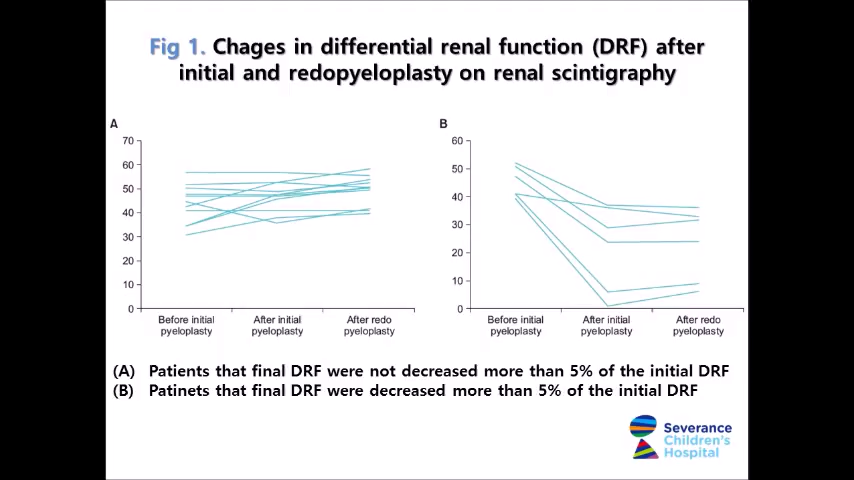 Fig 1. Chages in differential renal function (DRF) after
initial and redopyeloplasty on renal scintigraphy
A
70
60
50
40
30
20
10
0
Before initial
pyeloplasty
After initial
pyeloplasty
After redo
pyeloplasty
B
60
50
40
30
20
10
0
Before initial
pyeloplasty
After initial
pyeloplasty
After redo
pyeloplasty
(A) Patients that final DRF were not decreased more than 5% of the initial DRF
(B) Patinets that final DRF were decreased more than 5% of the initial DRF
Severance
Children's
Hospital